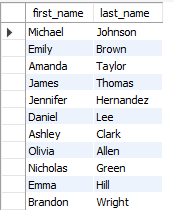 first_name last_name
Michael Johnson
Emily Brown
Amanda Taylor
James Thomas
Jennifer Hernandez
Daniel Lee
Ashley Clark
Olivia Allen
Nicholas Green
Emma Hill
Brandon Wright